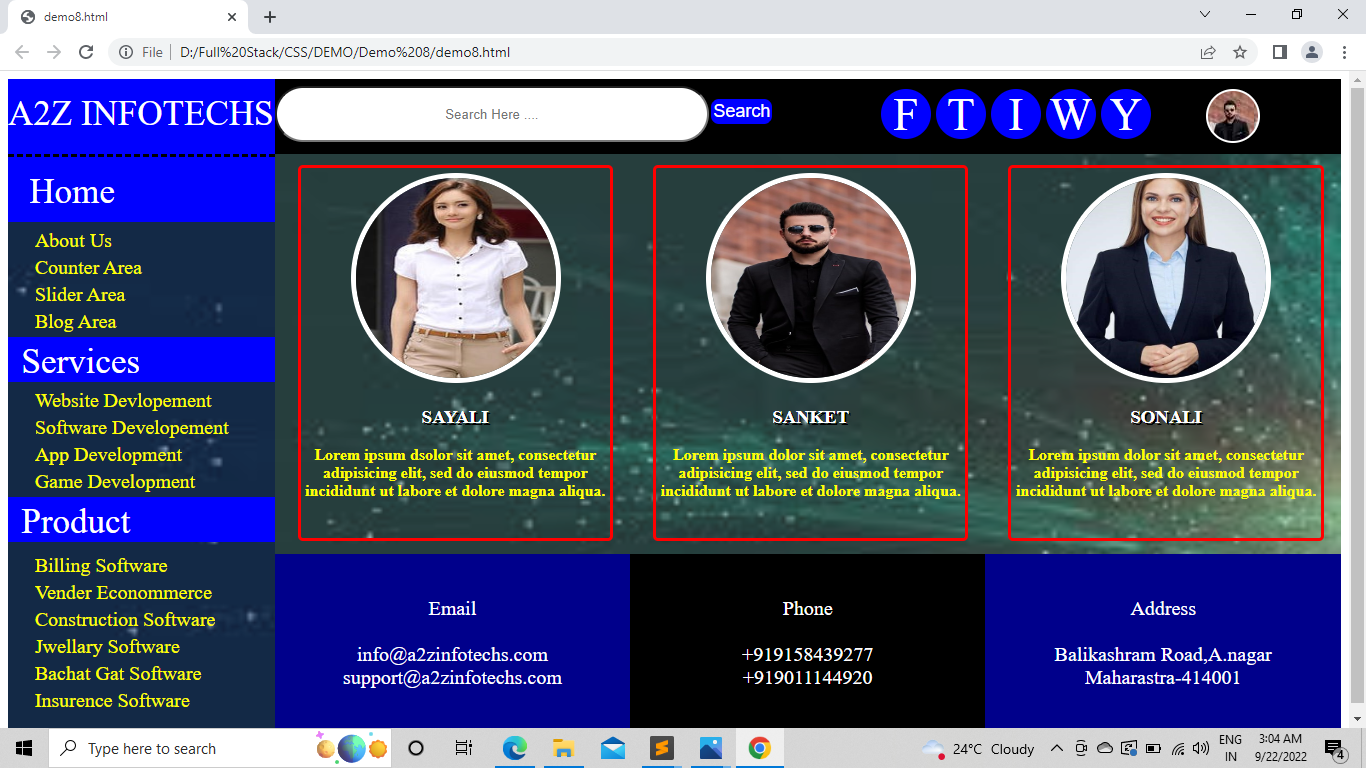 demo8.html
File
D:/Full%20Stack/CSS/DEMO/Demo%208/demo8.html
A2Z INFOTECHS
Search Here ....
Search
F T I W Y
Home
About Us
Counter Area
Slider Area
Blog Area
Services
Website Devlopement
Software Developement
App Development
Game Development
Product
Billing Software
Vender Econommerce
Construction Software
Jwellary Software
Bachat Gat Software
Insurence Software
SAYALI
Lorem ipsum dsolor sit amet, consectetur
adipisicing elit, sed do eiusmod tempor
incididunt ut labore et dolore magna aliqua.
SANKET
Lorem ipsum dolor sit amet, consectetur
adipisicing elit, sed do eiusmod tempor
incididunt ut labore et dolore magna aliqua.
SONALI
Lorem ipsum dolor sit amet, consectetur
adipisicing elit, sed do eiusmod tempor
incididunt ut labore et dolore magna aliqua.
Email
info@a2zinfotechs.com
support@a2zinfotechs.com
Phone
+919158439277
+919011144920
Address
Balikashram Road,A.nagar
Maharastra-414001
Type here to search
24°C Cloudy
ENG
IN
3:04 AM
9/22/2022
4